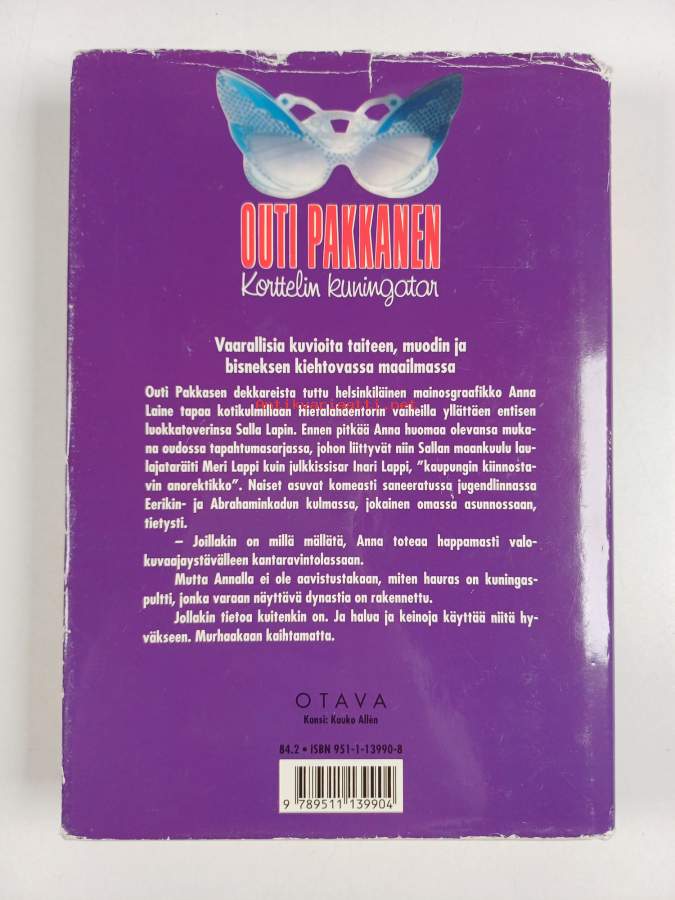 OUTI PAKKANEN
Korttelin kuningatar
Vaarallisia kuvioita taiteen, muodin ja
bisneksen kiehtovassa maailmassa
Outi Pakkasen dekkareista tuttu helsinkiläinen mainosgraafikko Anna
Laine tapaa kotikulmillaan Hietalahdentorin vaiheilla yllättäen entisen
antikvariaatti.net
luokkatoverinsa Salla Lapin. Ennen pitkää Anna huomaa olevansa muka-
na oudossa tapahtumasarjassa, johon liittyvät niin Sallan maankuulu lau-
lajataräiti Meri Lappi kuin julkkissisar Inari Lappi, ”kaupungin kiinnosta-
vin anorektikko”. Naiset asuvat komeasti saneeratussa jugendlinnassa
Eerikin- ja Abrahaminkadun kulmassa, jokainen omassa asunnossaan,
tietysti.
– Joillakin on millä mällätä, Anna toteaa happamasti valo-
kuvaajaystävälleen kantaravintolassaan.
Mutta Annalla ei ole aavistustakaan, miten hauras on kuningas-
pultti, jonka varaan näyttävä dynastia on rakennettu.
Jollakin tietoa kuitenkin on. Ja halua ja keinoja käyttää niitä hy-
väkseen. Murhaakaan kaihtamatta.
OTAVA
Kansi: Kauko Allén
84.2 • ISBN 951-1-13990-8
9 789511 139904